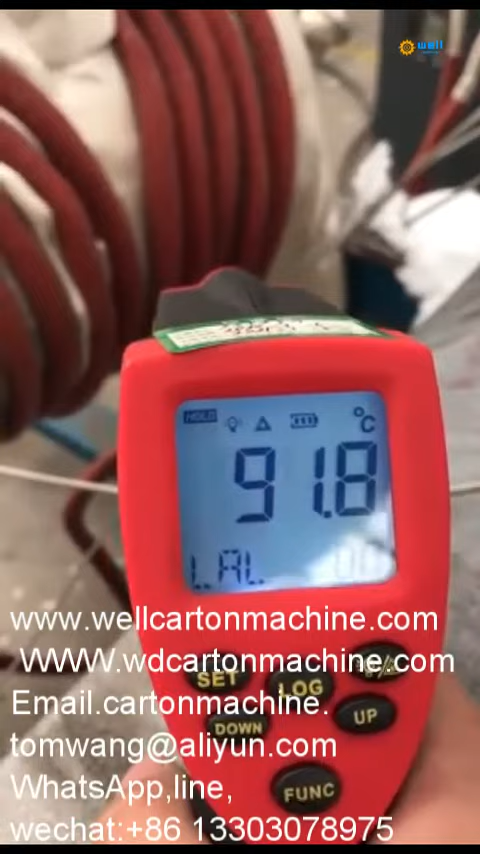 well
HOLD
°C
91.8
LAL
www.wellcartonmachine.com
WWW.wdcartonmachine.com
SET
LOG
Email.cartonmachine.
DOWN
UP
tomwang@aliyun.com
WhatsApp,line,
FUNC
wechat:+86 13303078975